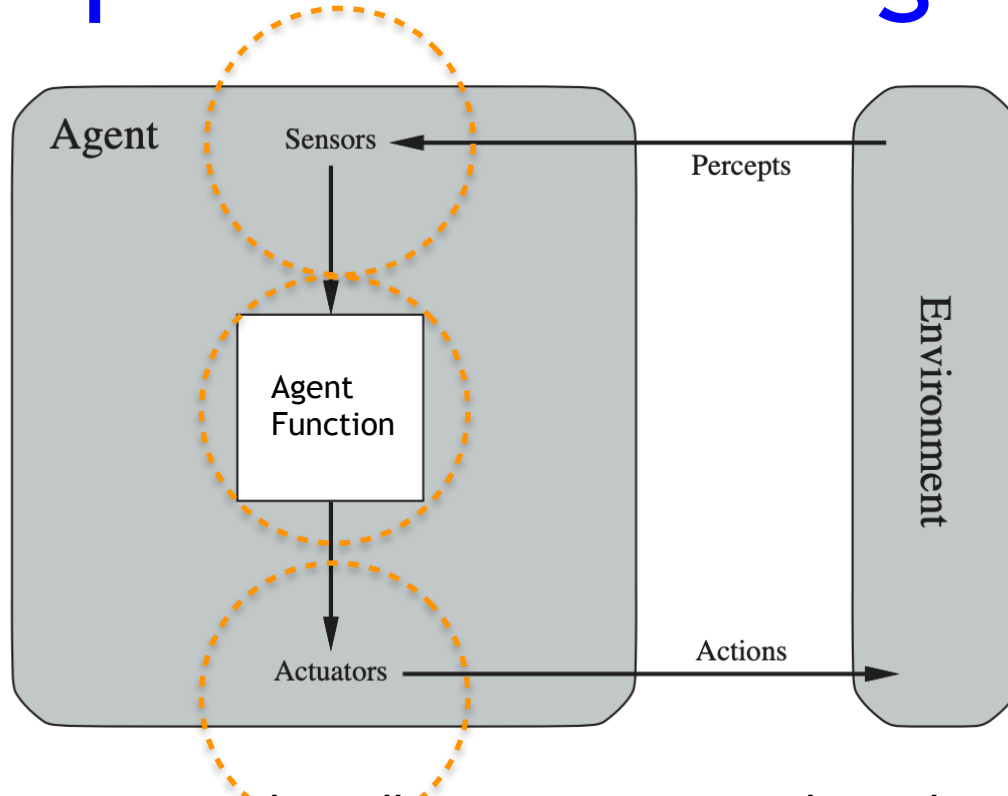 Agent
Sensors
Percepts
Agent
Function
Environment
Actions
Actuators